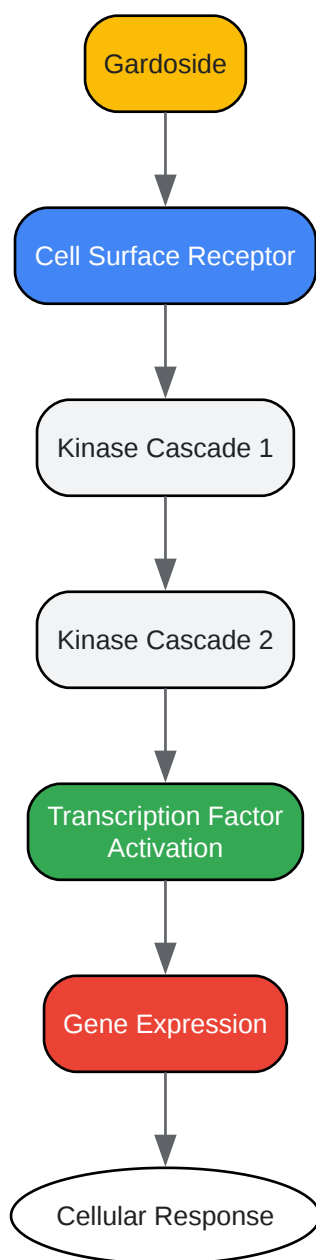 Gardoside
Cell Surface Receptor
Kinase Cascade 1
Kinase Cascade 2
Transcription Factor
Activation
Gene Expression
Cellular Response